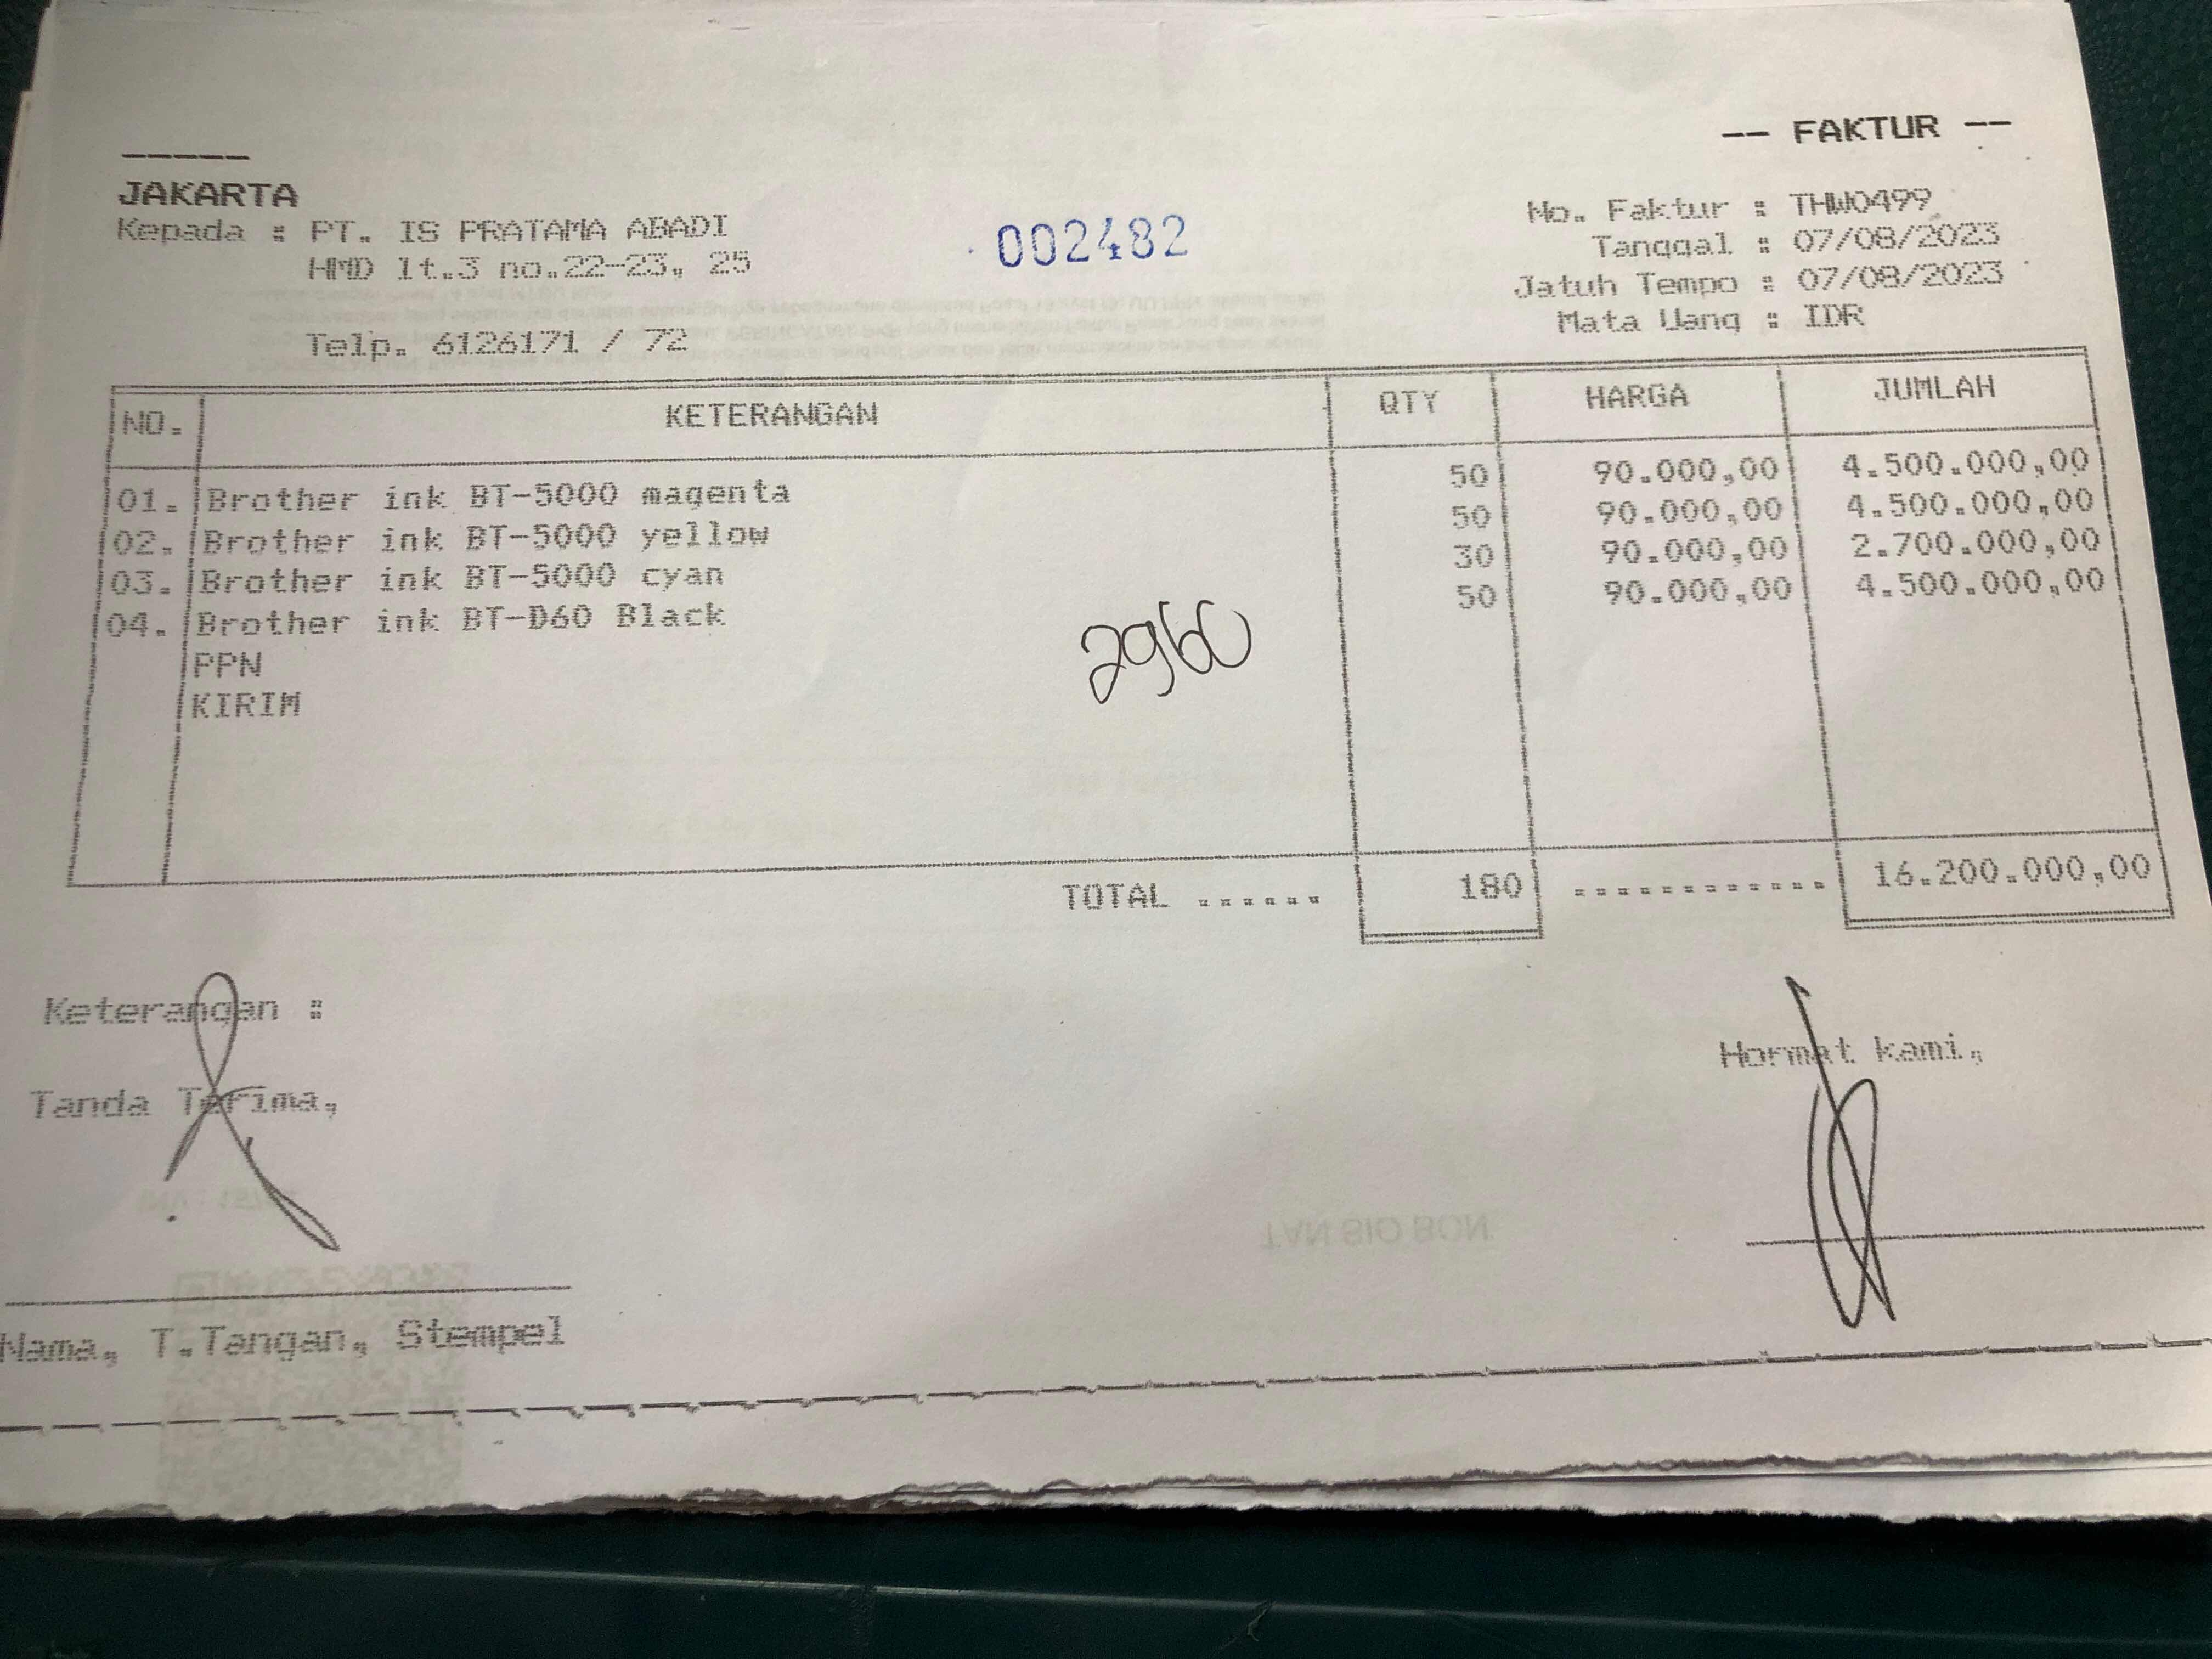 -- FAKTUR --
-----
JAKARTA
Kepada : PT. IS PRATAMA ABADI
HMD lt.3 no.22-23, 25
Telp. 6126171 / 72
002482
No. Faktur : THW0499
Tanggal : 07/08/2023
Jatuh Tempo : 07/08/2023
Mata Uang : IDR
NO. KETERANGAN QTY HARGA JUMLAH
01. Brother ink BT-5000 magenta 50 90.000,00 4.500.000,00
02. Brother ink BT-5000 yellow 50 90.000,00 4.500.000,00
03. Brother ink BT-5000 cyan 30 90.000,00 2.700.000,00
04. Brother ink BT-D60 Black 50 90.000,00 4.500.000,00
PPN
KIRIM
2960
TOTAL ...... 180 ............ 16.200.000,00
Keterangan :
Tanda Terima,
Hormat kami,
TAN SIO BON
Nama, T.Tangan, Stempel